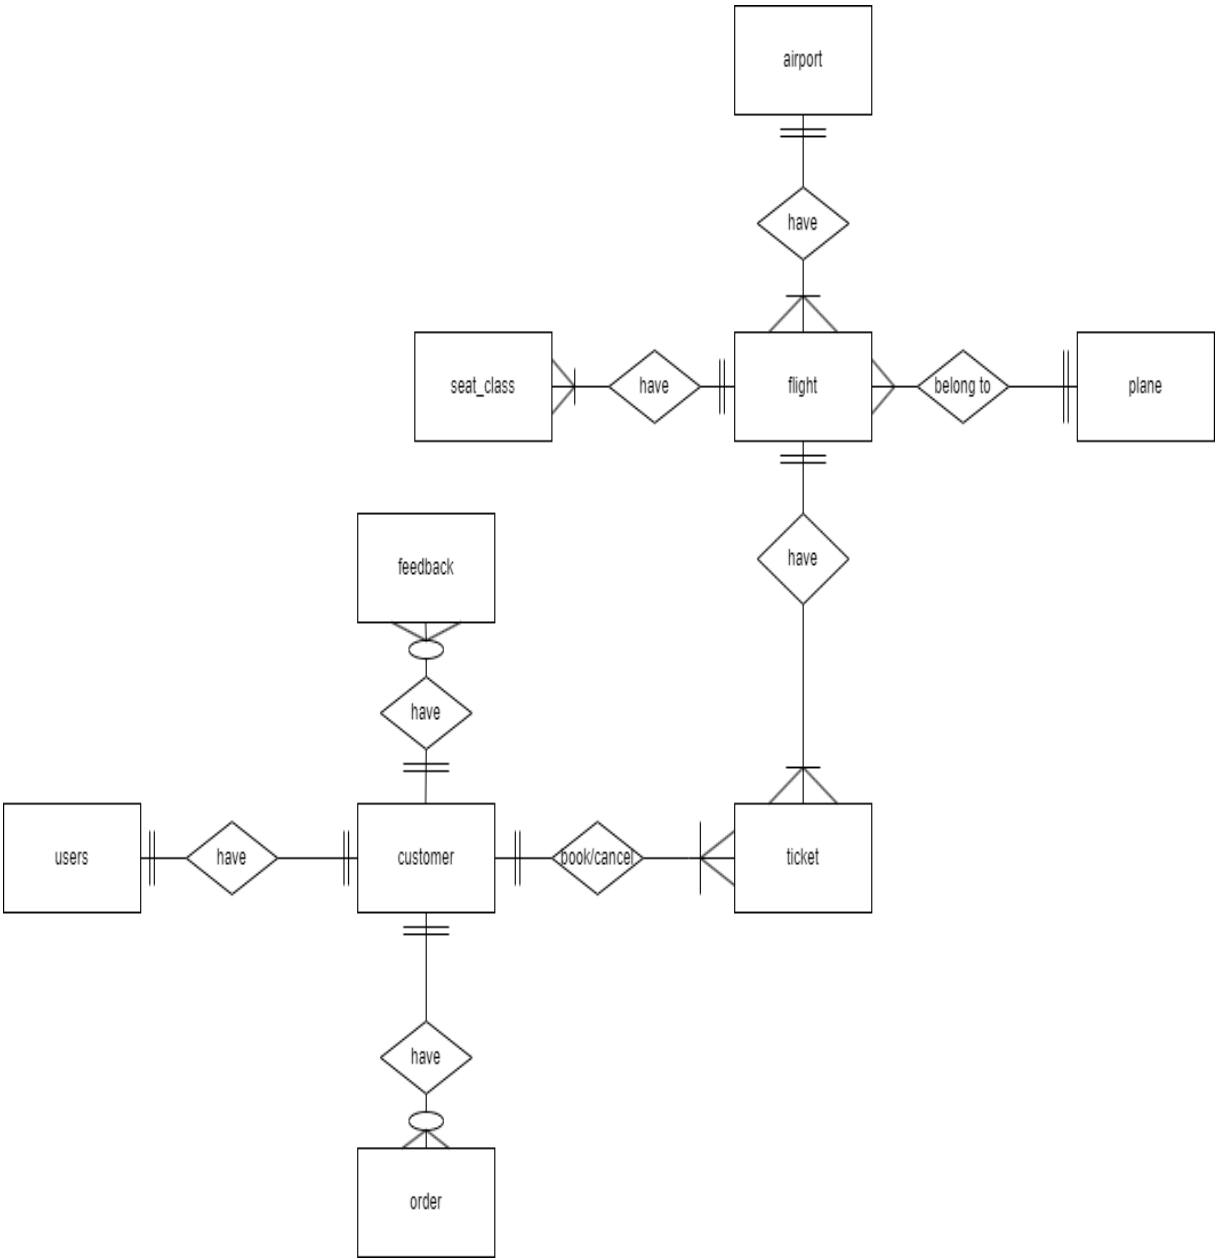 airport
have
seat_class
have
flight
belong to
plane
feedback
have
have
users
have
customer
book/cancel
ticket
have
order